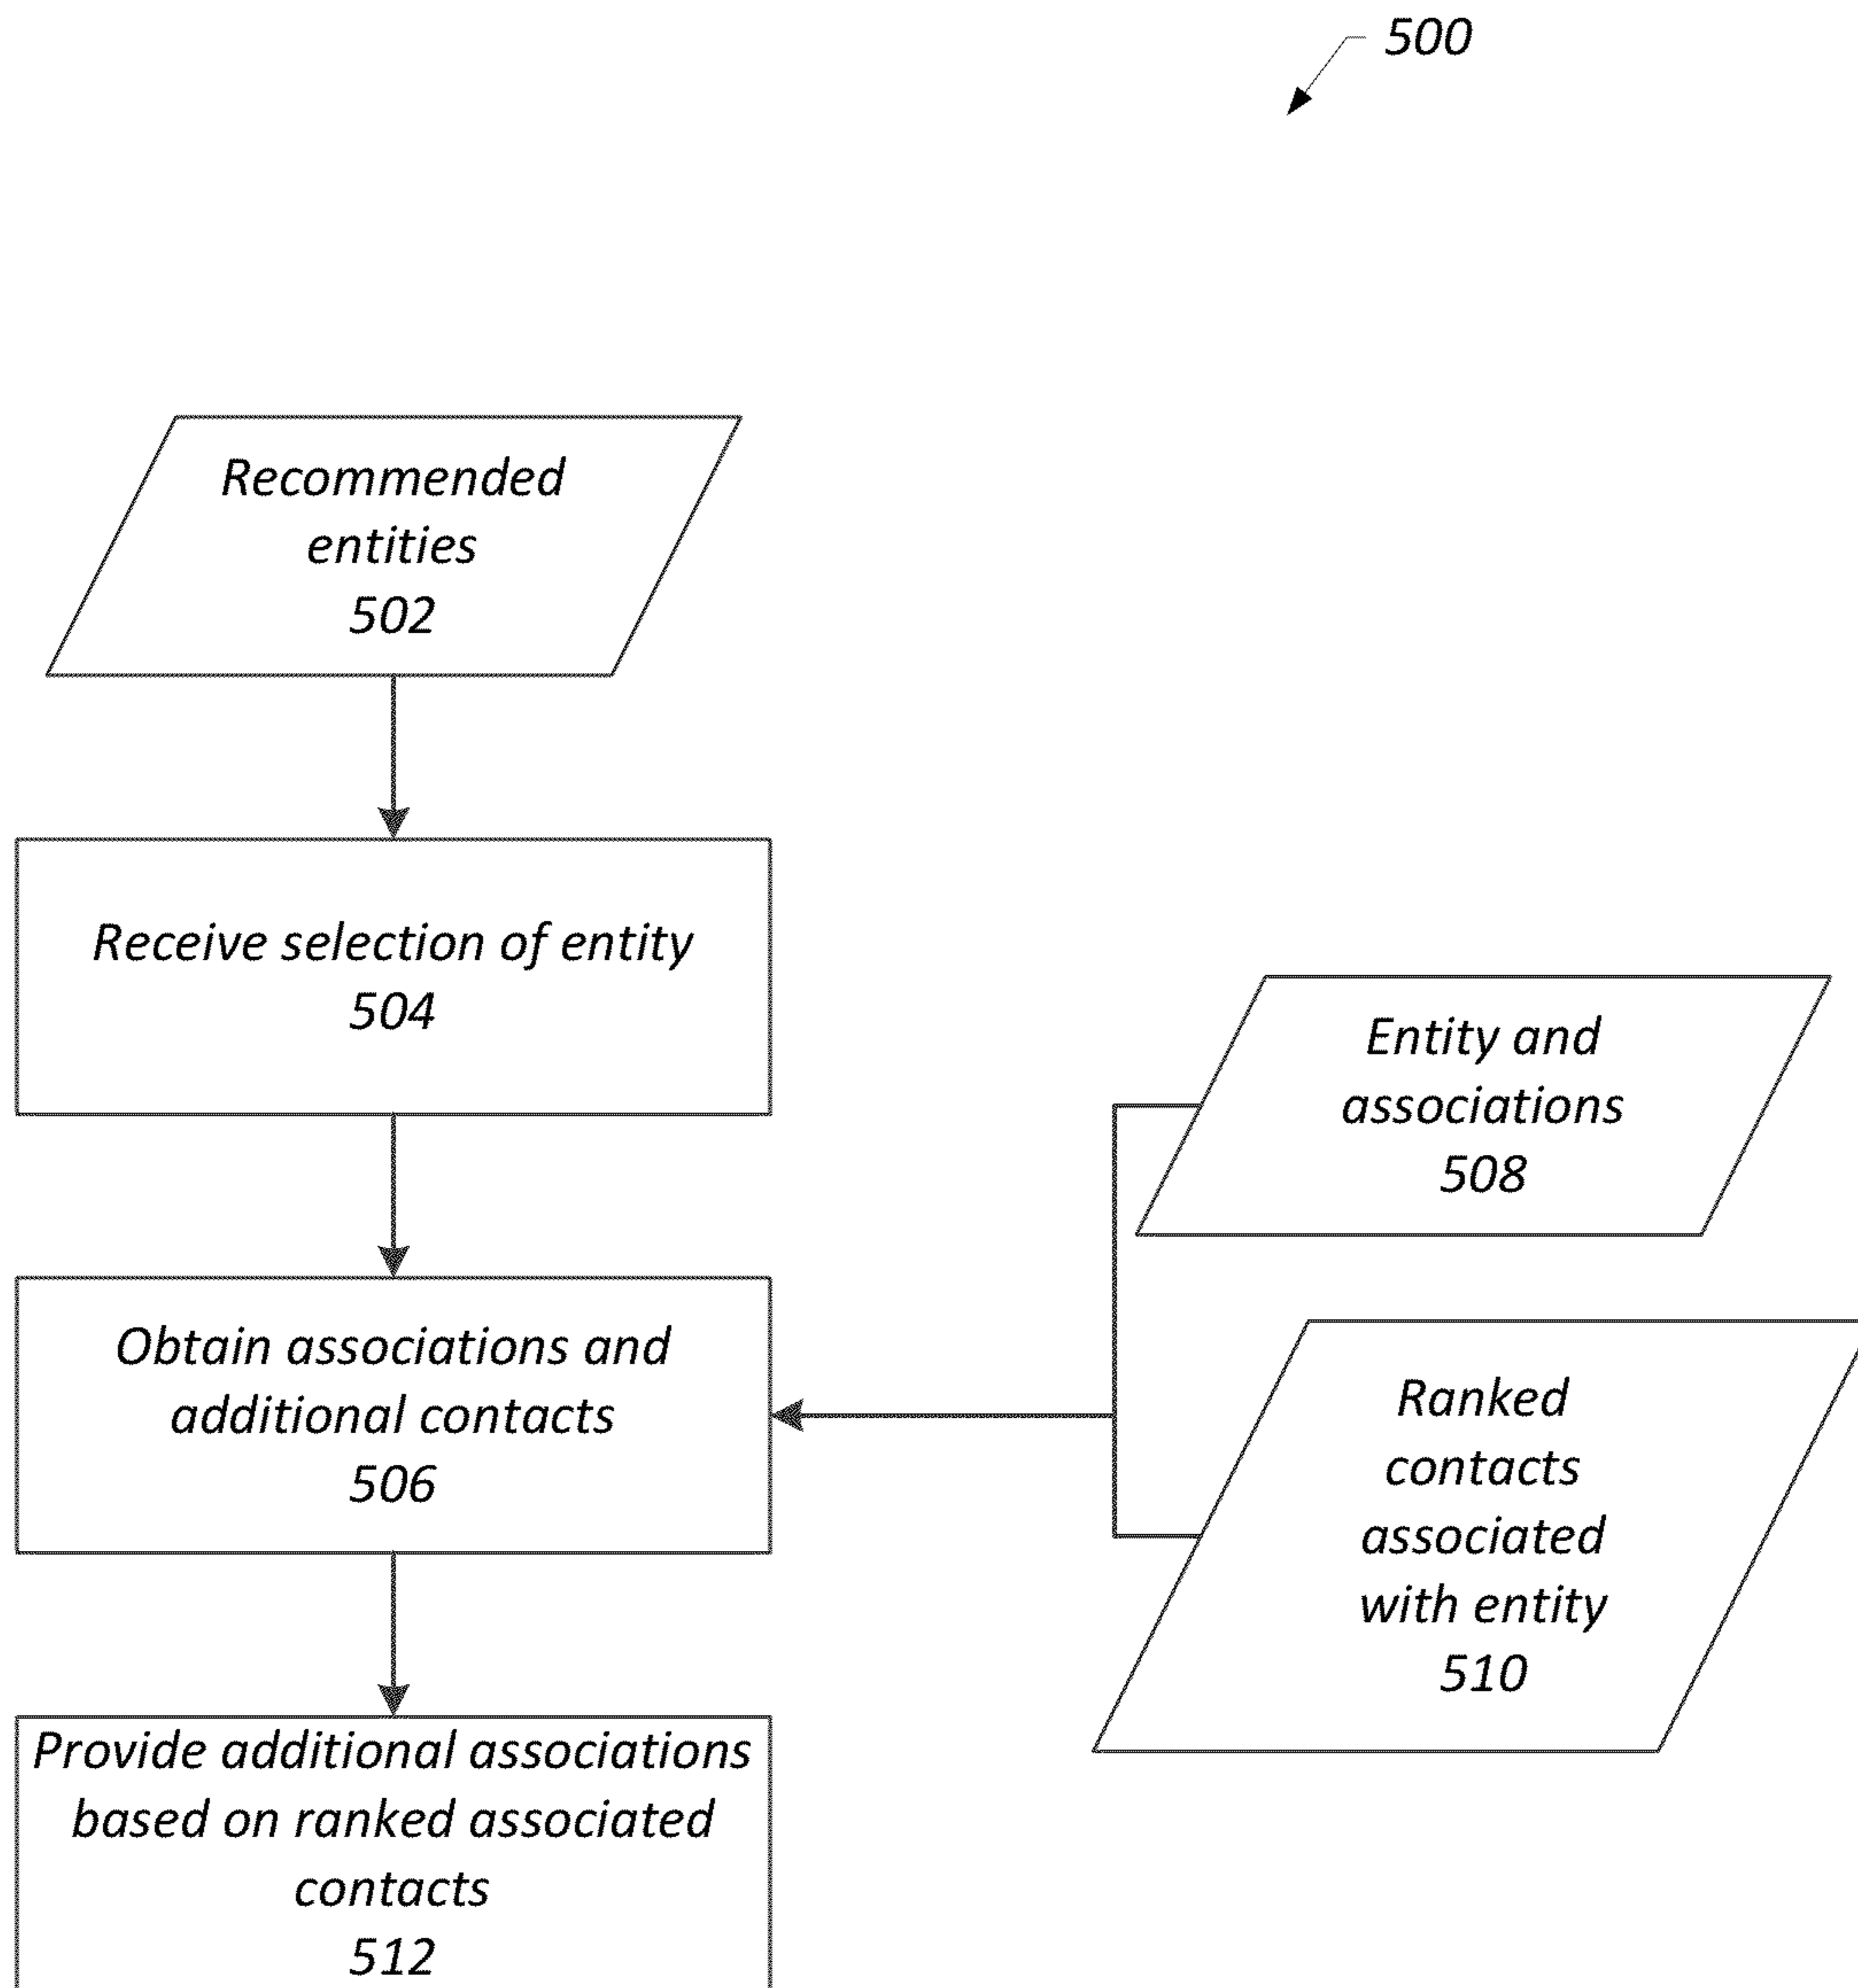 500
Recommended
entities
502
Receive selection of entity
504
Entity and
associations
508
Obtain associations and
additional contacts
506
Ranked
contacts
associated
with entity
510
Provide additional associations
based on ranked associated
contacts
512